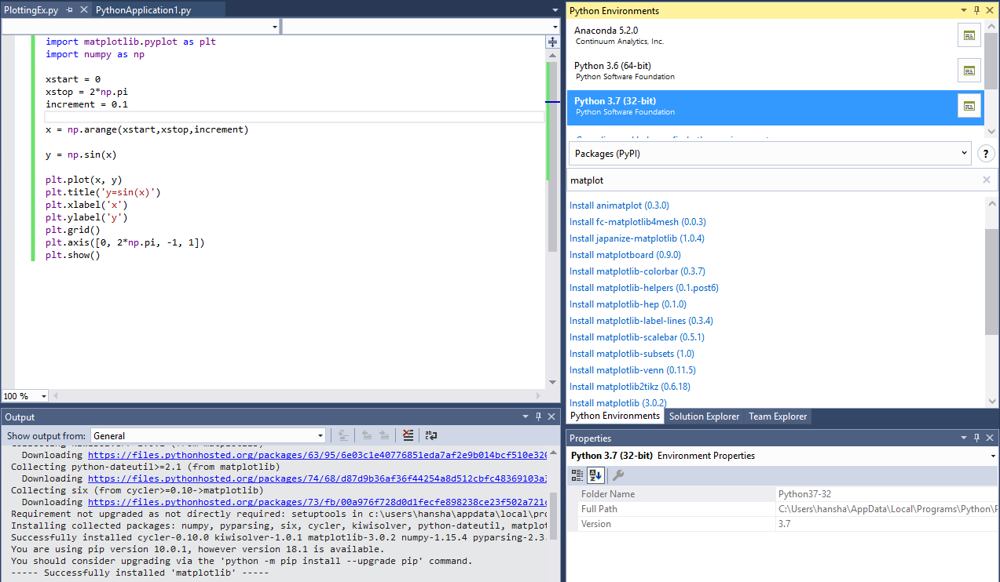 PlottingEx.py
PythonApplication1.py
import matplotlib.pyplot as plt
import numpy as np
xstart = 0
xstop = 2*np.pi
increment = 0.1
x = np.arange(xstart,xstop,increment)
y = np.sin(x)
plt.plot(x, y)
plt.title('y=sin(x)')
plt.xlabel('x')
plt.ylabel('y')
plt.grid()
plt.axis([0, 2*np.pi, -1, 1])
plt.show()
100 %
Output
Show output from: General
Downloading https://files.pythonhosted.org/packages/63/95/6e03c1e40776851eda7af2e9b014bcf510e320
Collecting python-dateutil>=2.1 (from matplotlib)
Downloading https://files.pythonhosted.org/packages/74/68/d87d9b36af36f44254a8d512cbfc48369103a3
Collecting six (from cycler>=0.10->matplotlib)
Downloading https://files.pythonhosted.org/packages/73/fb/00a976f728d0d1fecfe898238ce23f502a721c
Requirement not upgraded as not directly required: setuptools in c:\users\hansha\appdata\local\pro
Installing collected packages: numpy, pyparsing, six, cycler, kiwisolver, python-dateutil, matplot
Successfully installed cycler-0.10.0 kiwisolver-1.0.1 matplotlib-3.0.2 numpy-1.15.4 pyparsing-2.3.
You are using pip version 10.0.1, however version 18.1 is available.
You should consider upgrading via the 'python -m pip install --upgrade pip' command.
----- Successfully installed 'matplotlib' -----
Python Environments
Anaconda 5.2.0
Continuum Analytics, Inc.
Python 3.6 (64-bit)
Python Software Foundation
Python 3.7 (32-bit)
Python Software Foundation
Packages (PyPI)
?
matplot
Install animatplot (0.3.0)
Install fc-matplotlib4mesh (0.0.3)
Install japanize-matplotlib (1.0.4)
Install matplotboard (0.9.0)
Install matplotlib-colorbar (0.3.7)
Install matplotlib-helpers (0.1.post6)
Install matplotlib-hep (0.1.0)
Install matplotlib-label-lines (0.3.4)
Install matplotlib-scalebar (0.5.1)
Install matplotlib-subsets (1.0)
Install matplotlib-venn (0.11.5)
Install matplotlib2tikz (0.6.18)
Install matplotlib (3.0.2)
Python Environments
Solution Explorer
Team Explorer
Properties
Python 3.7 (32-bit) Environment Properties
Folder Name Python37-32
Full Path C:\Users\hansha\AppData\Local\Programs\Python\P
Version 3.7